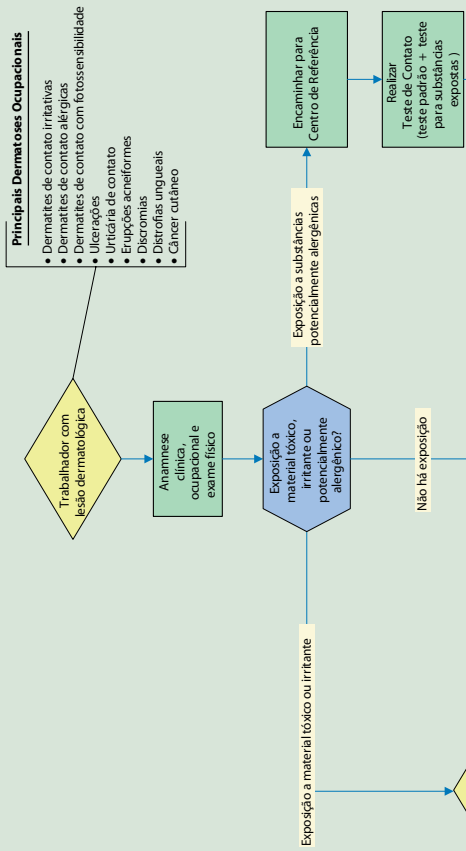 Principais Dermatoses Ocupacionais
• Dermatites de contato irritativas
• Dermatites de contato alérgicas
• Dermatites de contato com fotossensibilidade
• Ulcerações
• Urticária de contato
• Erupções acneiformes
• Discromias
• Distrofias ungueais
• Câncer cutâneo
Trabalhador com
lesão dermatológica
Anamnese
clínica,
ocupacional e
exame físico
Exposição a
material tóxico,
irritante ou
potencialmente
alergênico?
Exposição a material tóxico ou irritante
Não há exposição
Exposição a substâncias
potencialmente alergênicas
Encaminhar para
Centro de Referência
Realizar
Teste de Contato
(teste padrão + teste
para substâncias
expostas )